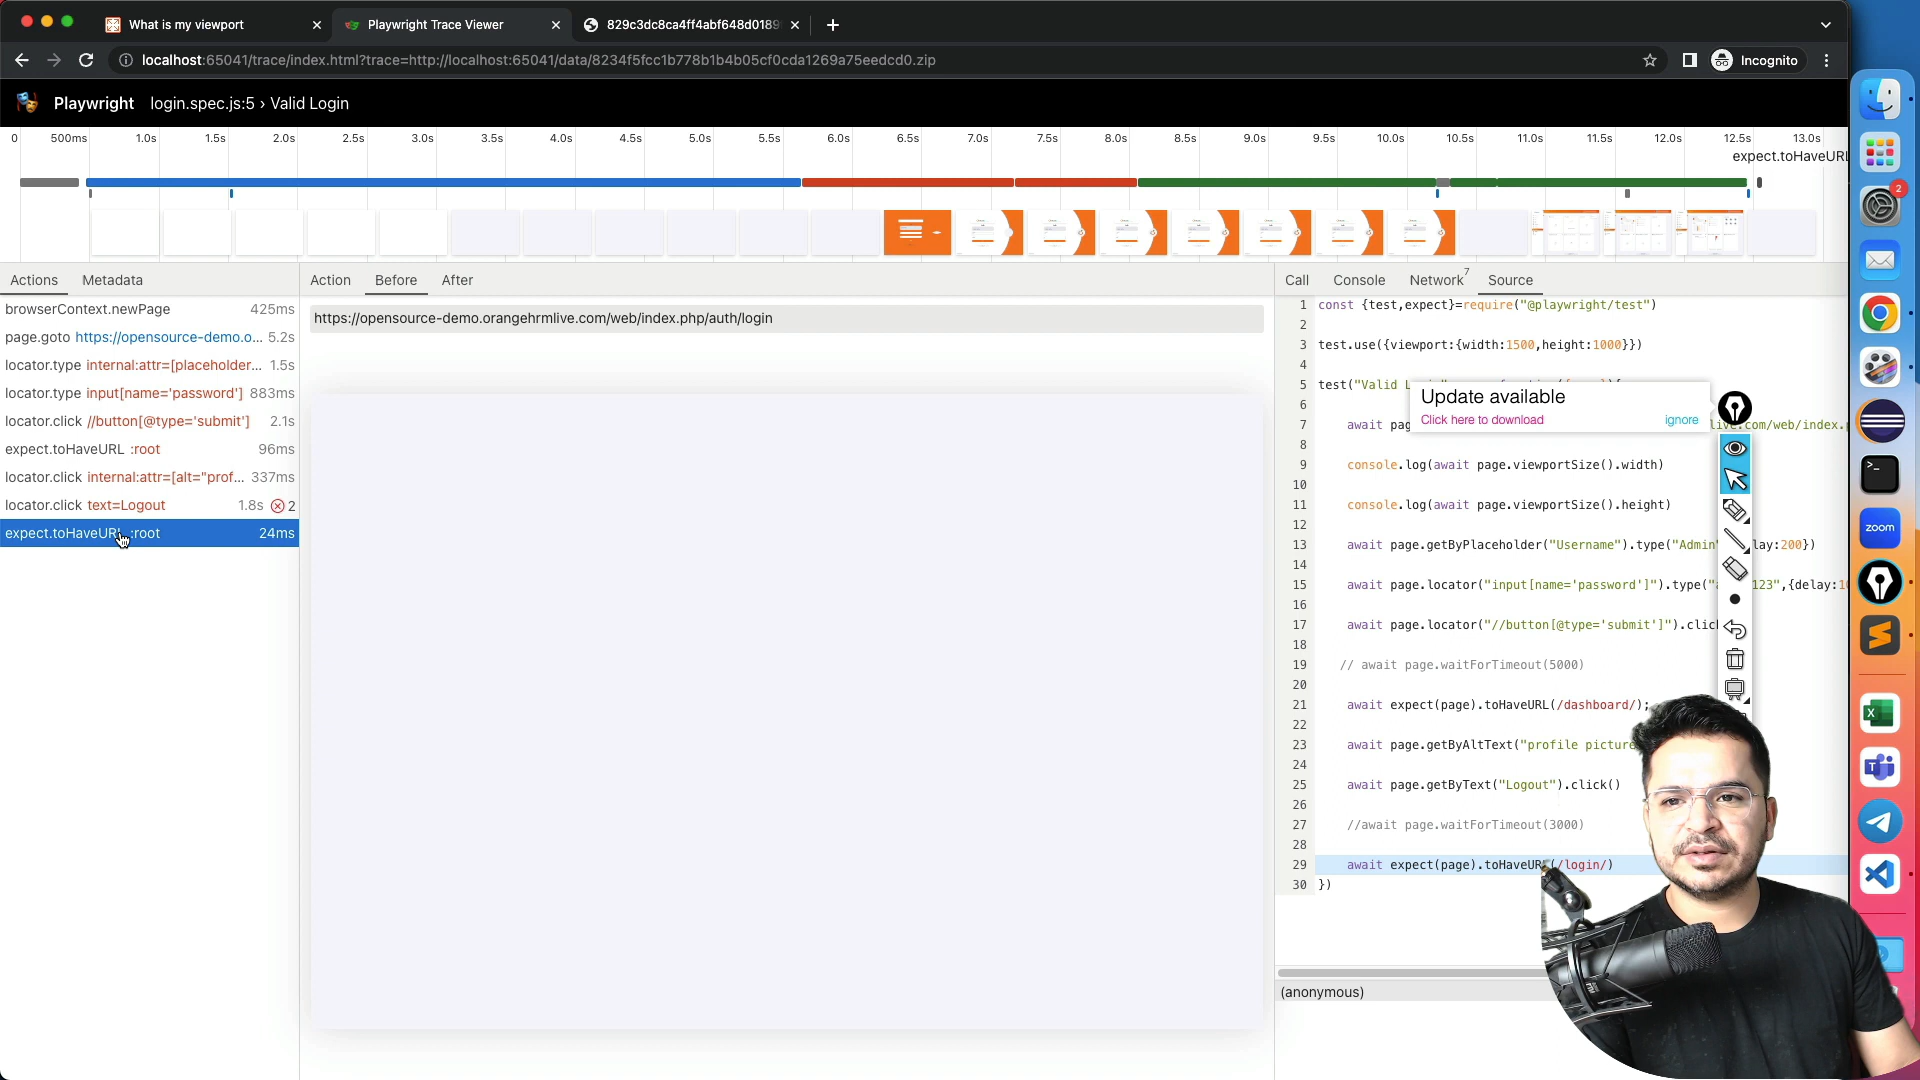 What is my viewport
Playwright Trace Viewer
829c3dc8ca4ff4abf648d0189
localhost:65041/trace/index.html?trace=http://localhost:65041/data/8234f5fcc1b778b1b4b05cf0cda1269a75eedcd0.zip
Incognito
Playwright login.spec.js:5 › Valid Login
0 500ms 1.0s 1.5s 2.0s 2.5s 3.0s 3.5s 4.0s 4.5s 5.0s 5.5s 6.0s 6.5s 7.0s 7.5s 8.0s 8.5s 9.0s 9.5s 10.0s 10.5s 11.0s 11.5s 12.0s 12.5s 13.0s
expect.toHaveURL
Actions Metadata
browserContext.newPage 425ms
page.goto https://opensource-demo.o... 5.2s
locator.type internal:attr=[placeholder... 1.5s
locator.type input[name='password'] 883ms
locator.click //button[@type='submit'] 2.1s
expect.toHaveURL :root 96ms
locator.click internal:attr=[alt="prof... 337ms
locator.click text=Logout 1.8s 2
expect.toHaveURL :root 24ms
Action Before After
https://opensource-demo.orangehrmlive.com/web/index.php/auth/login
Call Console Network 7 Source
1 const {test,expect}=require("@playwright/test")
2
3 test.use({viewport:{width:1500,height:1000}})
4
5 test("Valid
6
7 await pag live.com/web/index.p
8
9 console.log(await page.viewportSize().width)
10
11 console.log(await page.viewportSize().height)
12
13 await page.getByPlaceholder("Username").type("Admin" lay:200})
14
15 await page.locator("input[name='password']").type("a 123",{delay:1
16
17 await page.locator("//button[@type='submit']").clic
18
19 // await page.waitForTimeout(5000)
20
21 await expect(page).toHaveURL(/dashboard/);
22
23 await page.getByAltText("profile picture
24
25 await page.getByText("Logout").click()
26
27 //await page.waitForTimeout(3000)
28
29 await expect(page).toHaveURL(/login/)
30 })
(anonymous)
Update available
Click here to download ignore
2
zoom